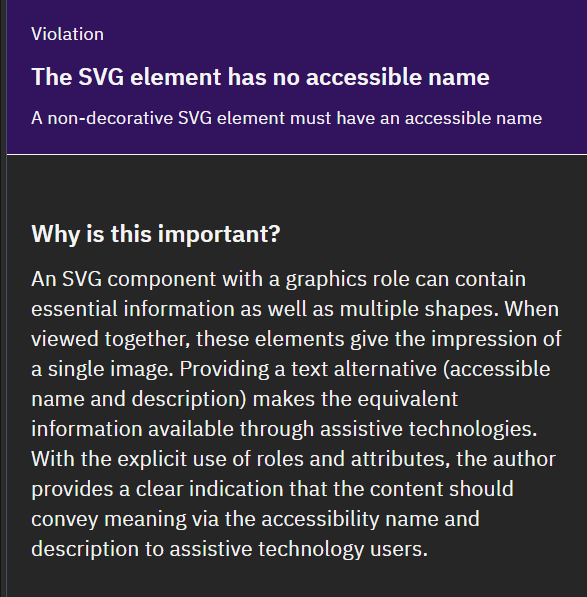 Violation
The SVG element has no accessible name
A non-decorative SVG element must have an accessible name
Why is this important?
An SVG component with a graphics role can contain
essential information as well as multiple shapes. When
viewed together, these elements give the impression of
a single image. Providing a text alternative (accessible
name and description) makes the equivalent
information available through assistive technologies.
With the explicit use of roles and attributes, the author
provides a clear indication that the content should
convey meaning via the accessibility name and
description to assistive technology users.